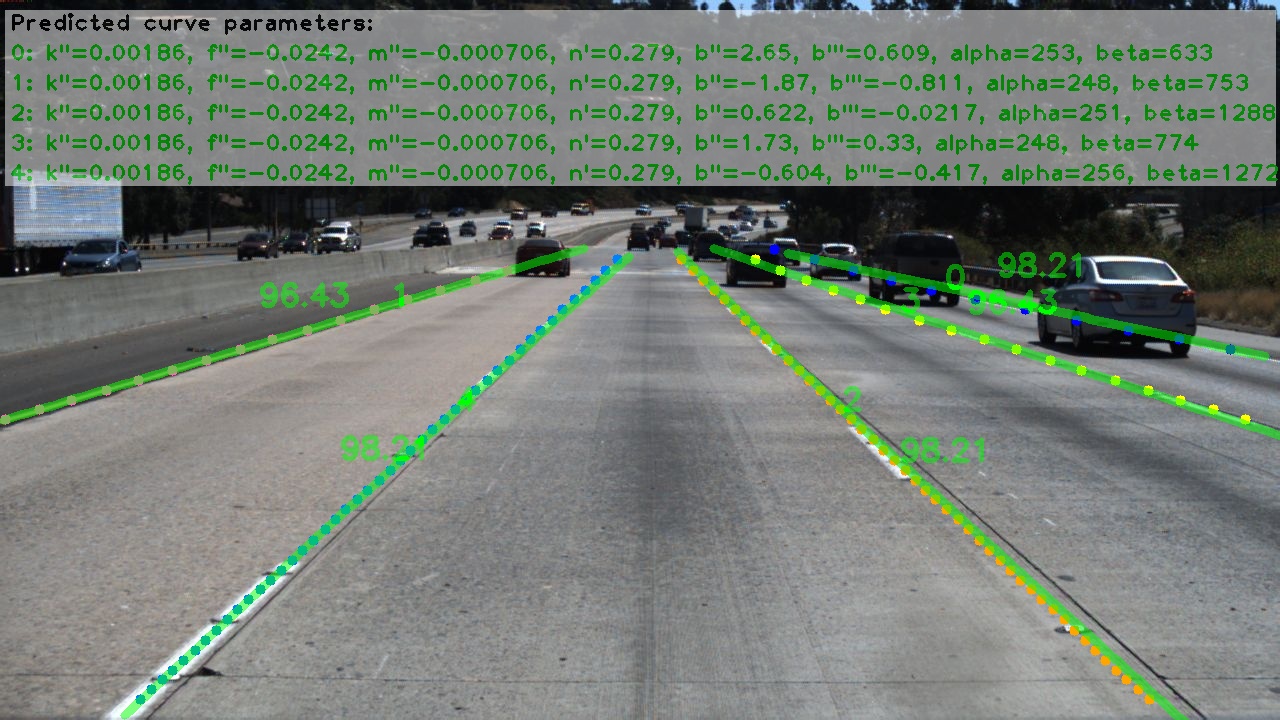 Predicted curve parameters:
0: k''=0.00186, f''=-0.0242, m''=-0.000706, n'=0.279, b''=2.65, b'''=0.609, alpha=253, beta=633
1: k''=0.00186, f''=-0.0242, m''=-0.000706, n'=0.279, b''=-1.87, b'''=-0.811, alpha=248, beta=753
2: k''=0.00186, f''=-0.0242, m''=-0.000706, n'=0.279, b''=0.622, b'''=-0.0217, alpha=251, beta=1288
3: k''=0.00186, f''=-0.0242, m''=-0.000706, n'=0.279, b''=1.73, b'''=0.33, alpha=248, beta=774
4: k''=0.00186, f''=-0.0242, m''=-0.000706, n'=0.279, b''=-0.604, b'''=-0.417, alpha=256, beta=1272
0 98.21
96.43 1
3 96.43
4
2
98.21
98.21